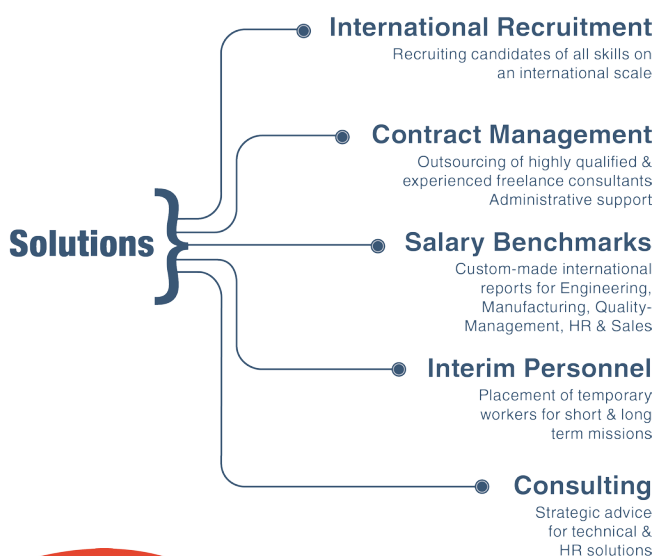 International Recruitment
Recruiting candidates of all skills on
an international scale
Contract Management
Outsourcing of highly qualified &
experienced freelance consultants
Administrative support
Solutions
Salary Benchmarks
Custom-made international
reports for Engineering,
Manufacturing, Quality-
Management, HR & Sales
Interim Personnel
Placement of temporary
workers for short & long
term missions
Consulting
Strategic advice
for technical &
HR solutions